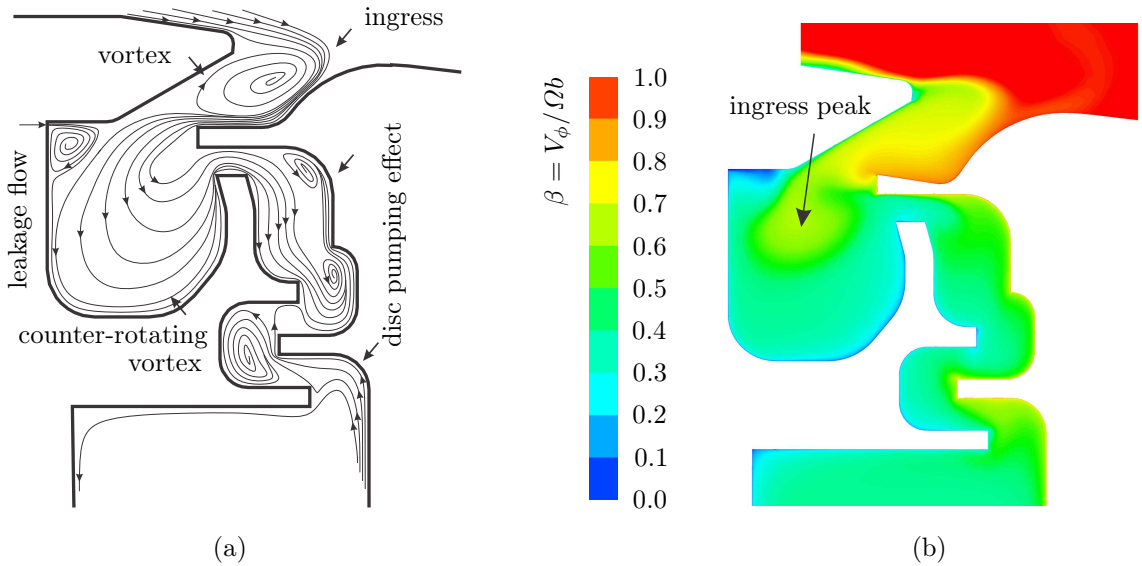 ingress
vortex
leakage flow
disc pumping effect
counter-rotating
vortex
(a)
β = V_ϕ / Ωb
1.0
0.9
0.8
0.7
0.6
0.5
0.4
0.3
0.2
0.1
0.0
ingress peak
(b)